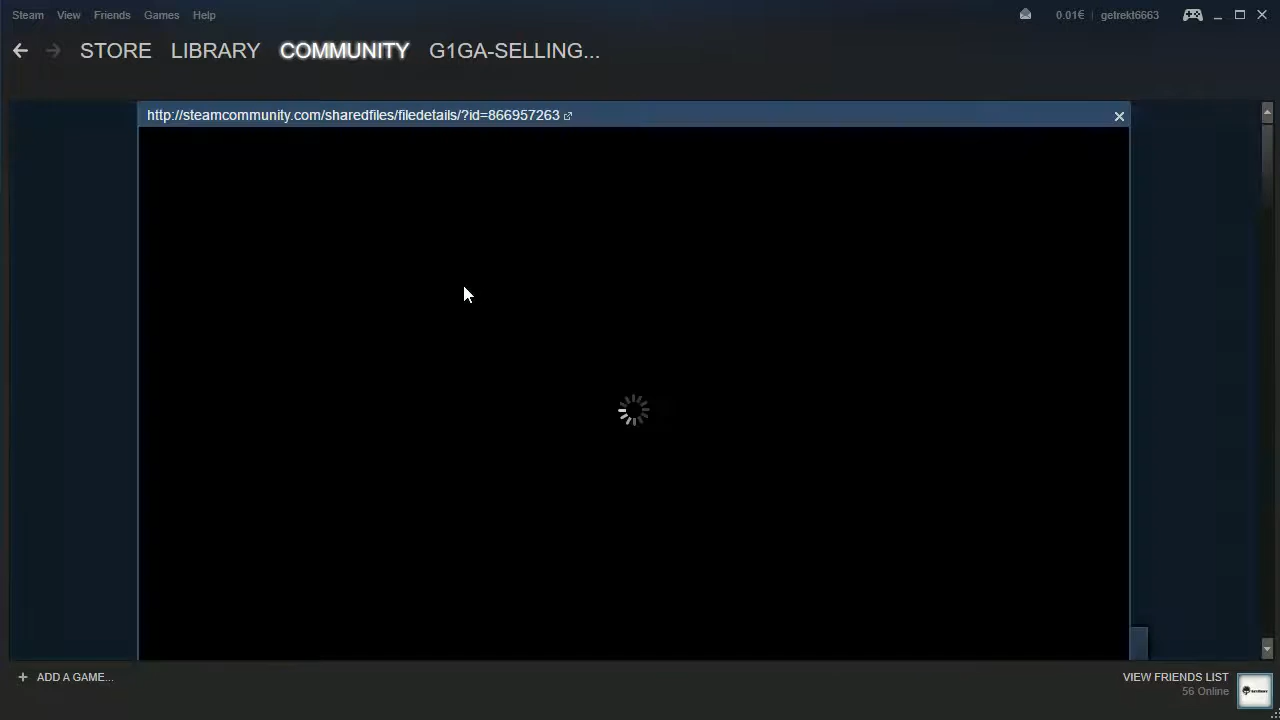 Steam View Friends Games Help 0.01€ getrekt6663
STORE LIBRARY COMMUNITY G1GA-SELLING...
http://steamcommunity.com/sharedfiles/filedetails/?id=866957263
+ ADD A GAME... VIEW FRIENDS LIST
56 Online